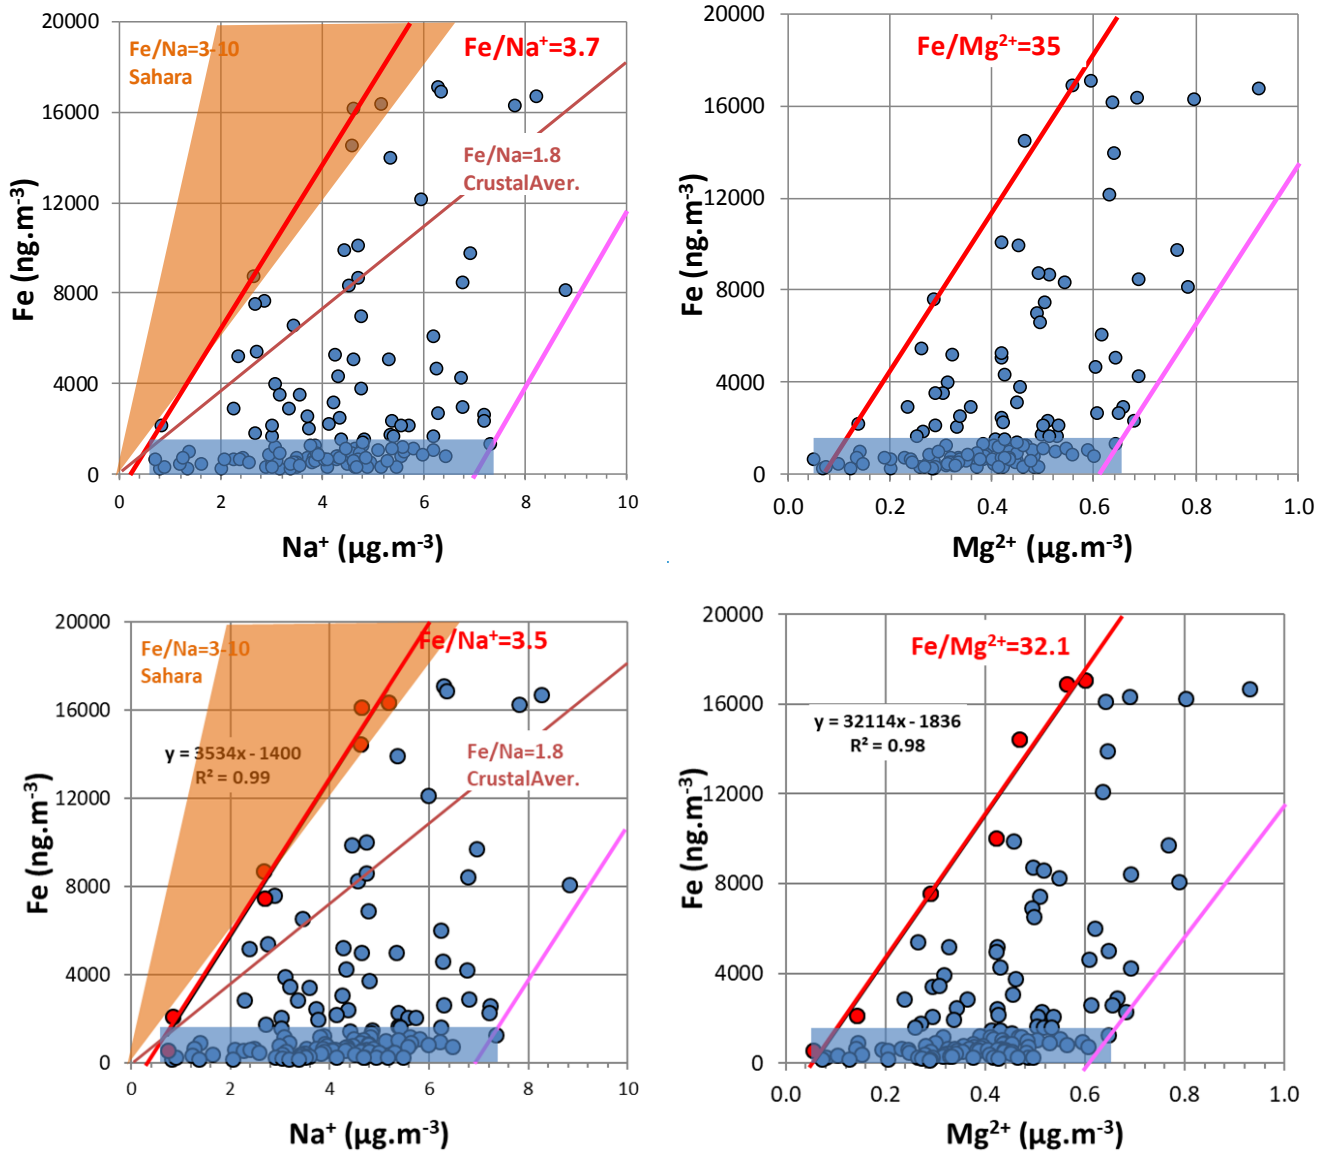 Fe (ng.m-3)
20000
16000
12000
8000
4000
0
Fe/Na=3-10
Sahara
Fe/Na+=3.7
Fe/Na=1.8
CrustalAver.
0 2 4 6 8 10
Na+ (µg.m-3)
Fe (ng.m-3)
20000
16000
12000
8000
4000
0
Fe/Mg2+=35
0.0 0.2 0.4 0.6 0.8 1.0
Mg2+ (µg.m-3)
Fe (ng.m-3)
20000
16000
12000
8000
4000
0
Fe/Na=3-10
Sahara
Fe/Na+=3.5
y = 3534x - 1400
R² = 0.99
Fe/Na=1.8
CrustalAver.
0 2 4 6 8 10
Na+ (µg.m-3)
Fe (ng.m-3)
20000
16000
12000
8000
4000
0
Fe/Mg2+=32.1
y = 32114x - 1836
R² = 0.98
0.0 0.2 0.4 0.6 0.8 1.0
Mg2+ (µg.m-3)